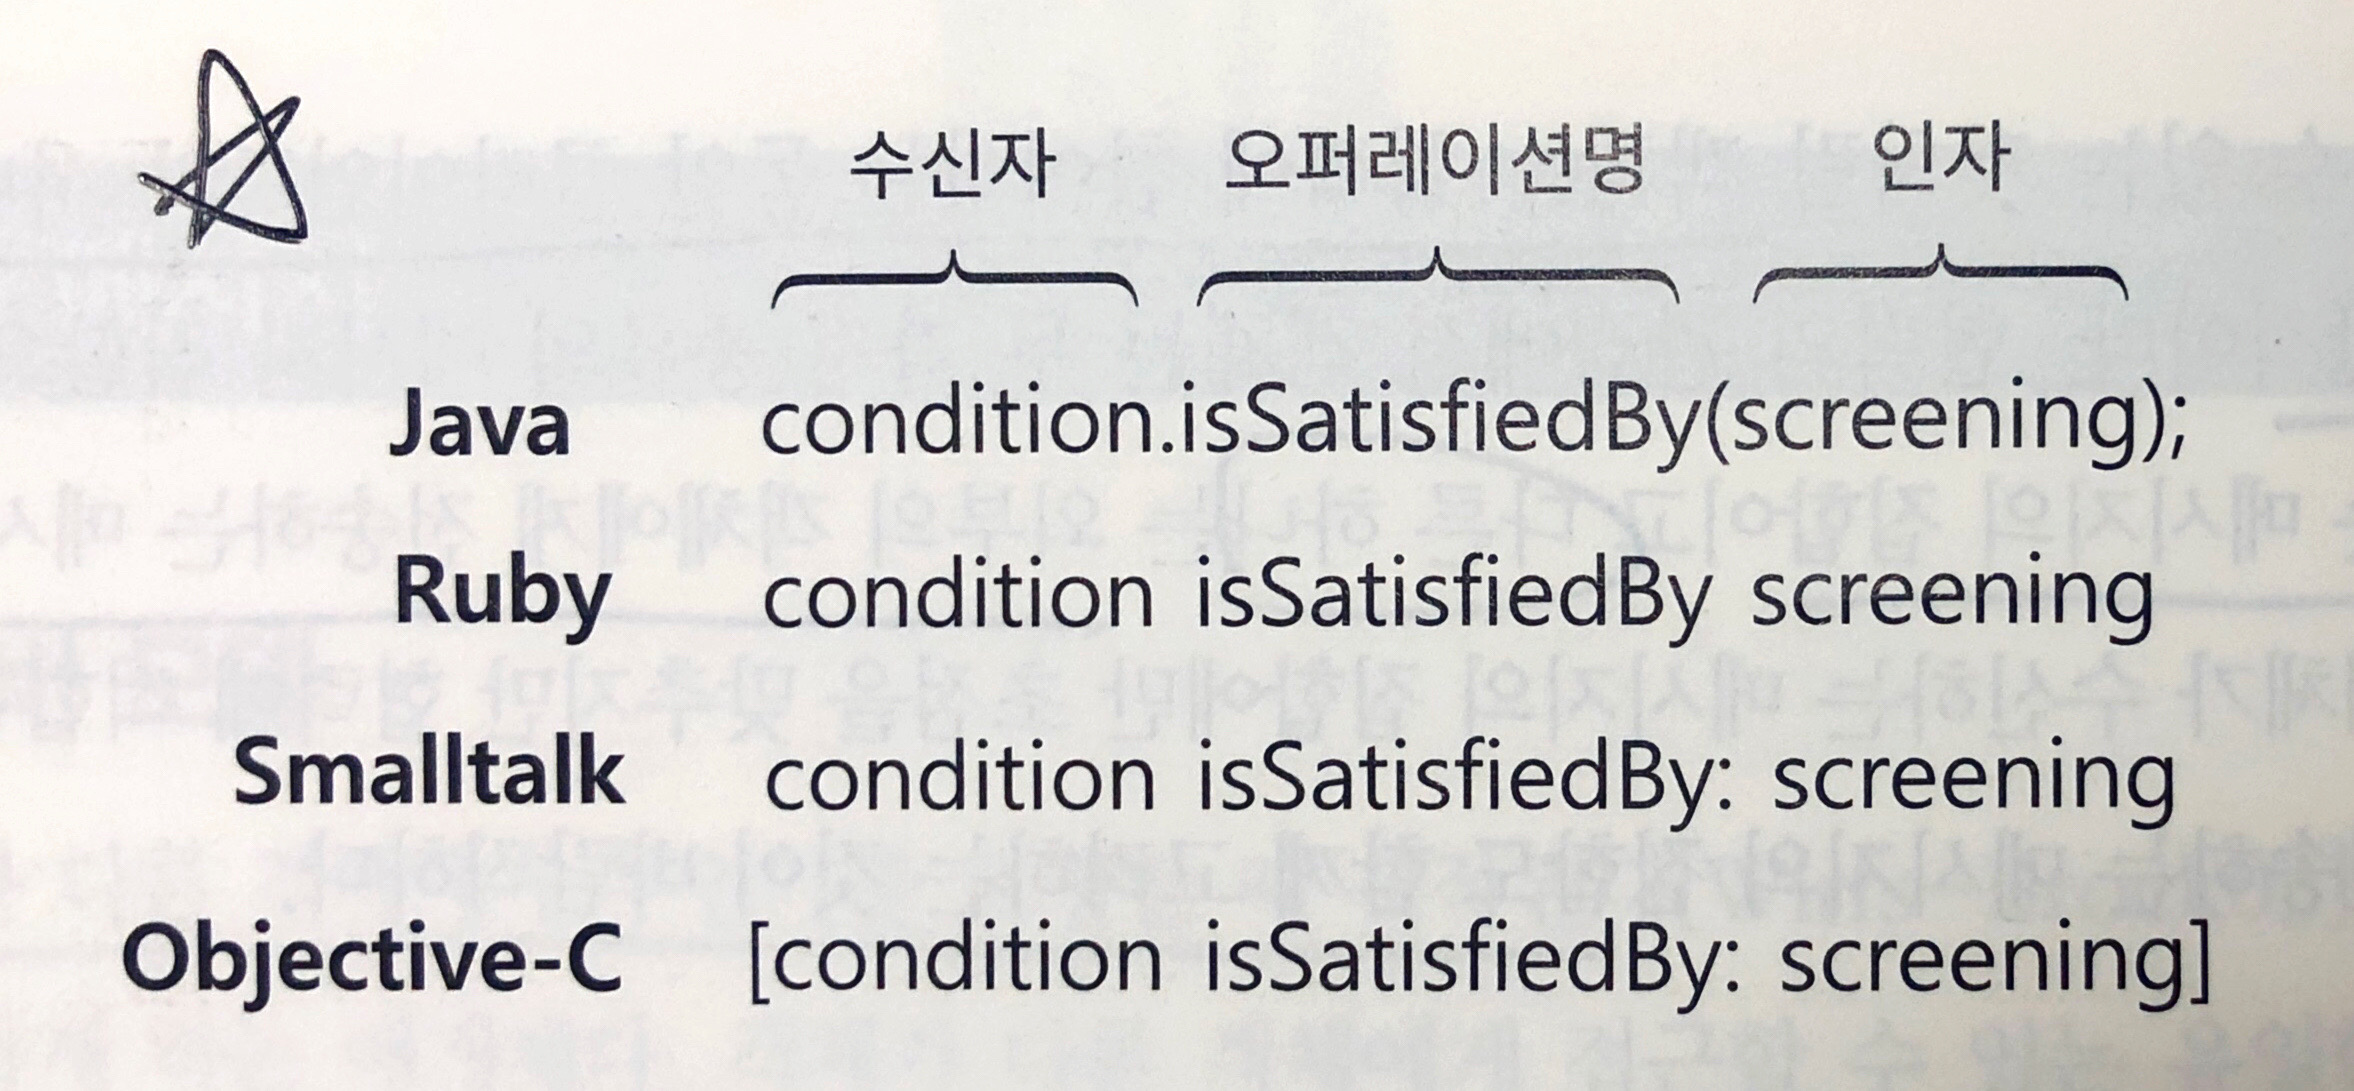 수신자 오퍼레이션명 인자
Java condition.isSatisfiedBy(screening);
Ruby condition isSatisfiedBy screening
Smalltalk condition isSatisfiedBy: screening
Objective-C [condition isSatisfiedBy: screening]